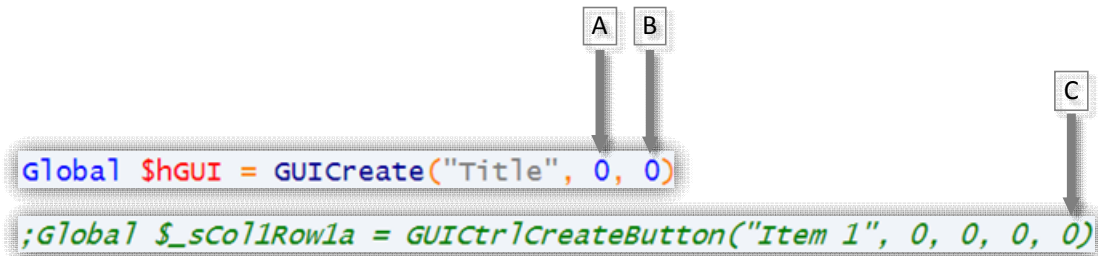 A B
C
Global $hGUI = GUICreate("Title", 0, 0)
;Global $_sCol1Row1a = GUICtrlCreateButton("Item 1", 0, 0, 0, 0)